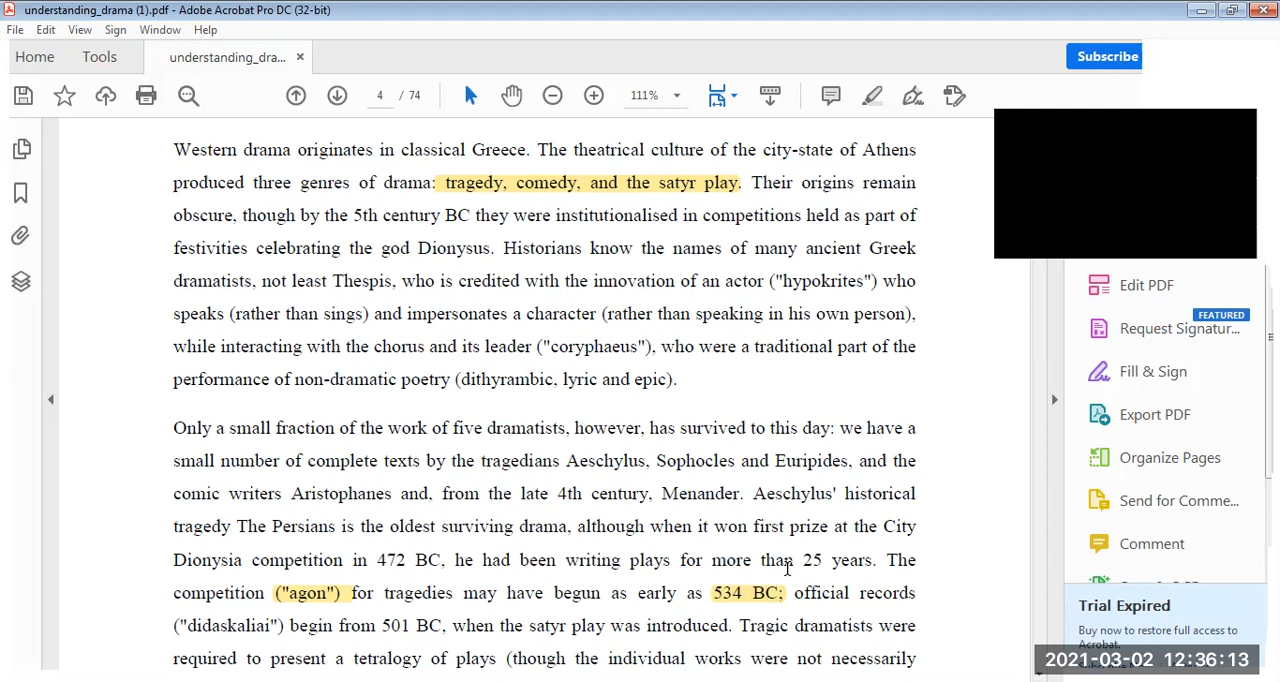 understanding_drama (1).pdf - Adobe Acrobat Pro DC (32-bit)
File Edit View Sign Window Help
Home Tools understanding_dra... ×
Subscribe
4 / 74 111%
Western drama originates in classical Greece. The theatrical culture of the city-state of Athens
produced three genres of drama: tragedy, comedy, and the satyr play. Their origins remain
obscure, though by the 5th century BC they were institutionalised in competitions held as part of
festivities celebrating the god Dionysus. Historians know the names of many ancient Greek
dramatists, not least Thespis, who is credited with the innovation of an actor ("hypokrites") who
speaks (rather than sings) and impersonates a character (rather than speaking in his own person),
while interacting with the chorus and its leader ("coryphaeus"), who were a traditional part of the
performance of non-dramatic poetry (dithyrambic, lyric and epic).
Only a small fraction of the work of five dramatists, however, has survived to this day: we have a
small number of complete texts by the tragedians Aeschylus, Sophocles and Euripides, and the
comic writers Aristophanes and, from the late 4th century, Menander. Aeschylus' historical
tragedy The Persians is the oldest surviving drama, although when it won first prize at the City
Dionysia competition in 472 BC, he had been writing plays for more than 25 years. The
competition ("agon") for tragedies may have begun as early as 534 BC; official records
("didaskaliai") begin from 501 BC, when the satyr play was introduced. Tragic dramatists were
required to present a tetralogy of plays (though the individual works were not necessarily
Edit PDF
FEATURED
Request Signatur...
Fill & Sign
Export PDF
Organize Pages
Send for Comme...
Comment
Trial Expired
Buy now to restore full access to
Acrobat.
2021-03-02 12:36:13